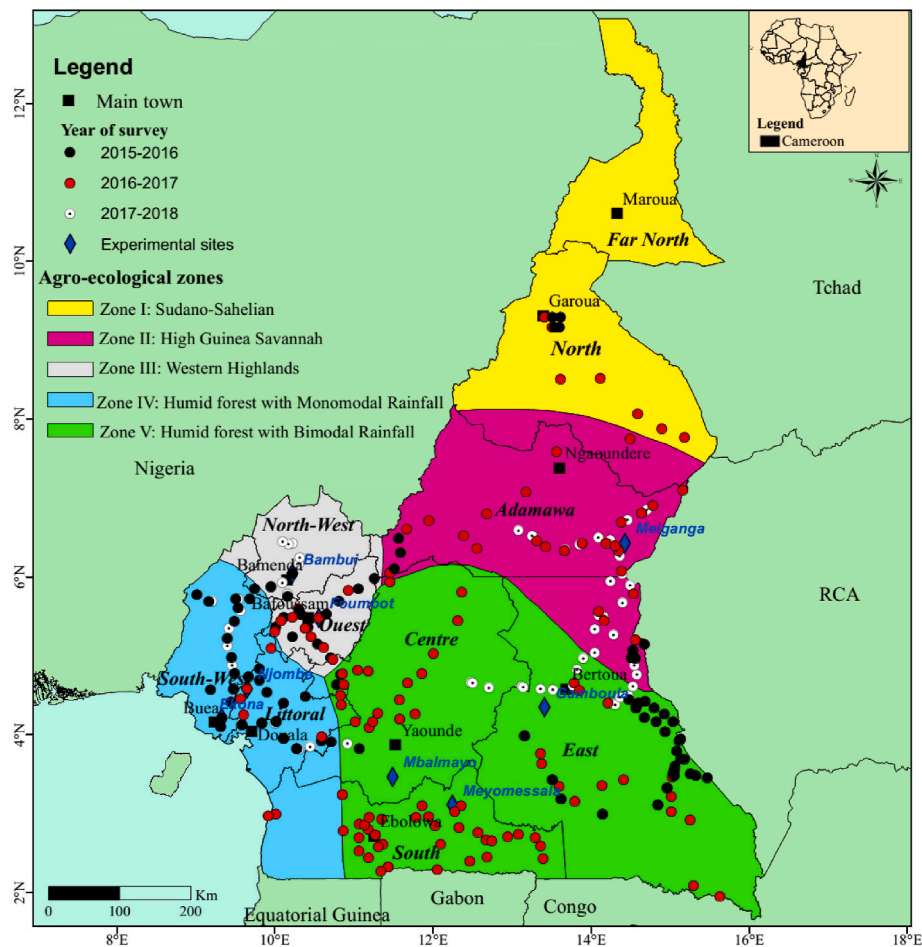 Legend
Main town
Year of survey
2015-2016
2016-2017
2017-2018
Experimental sites
Agro-ecological zones
Zone I: Sudano-Sahelian
Zone II: High Guinea Savannah
Zone III: Western Highlands
Zone IV: Humid forest with Monomodal Rainfall
Zone V: Humid forest with Bimodal Rainfall
Legend
Cameroon
N
W
E
S
12°N
10°N
8°N
6°N
4°N
2°N
Maroua
Far North
Tchad
Garoua
North
Nigeria
Ngaoundere
Adamawa
Meiganga
North-West
Bambui
Bamenda
Bafoussam
Foumbot
Ouest
RCA
Centre
South-West
Njombe
Bertoua
Gumboula
Buea
Ekona
Littoral
Douala
Yaounde
East
Mbalmayo
Meyomessala
Ebolowa
South
0 100 200 Km
Gabon
Congo
Equatorial Guinea
8°E 10°E 12°E 14°E 16°E 18°E